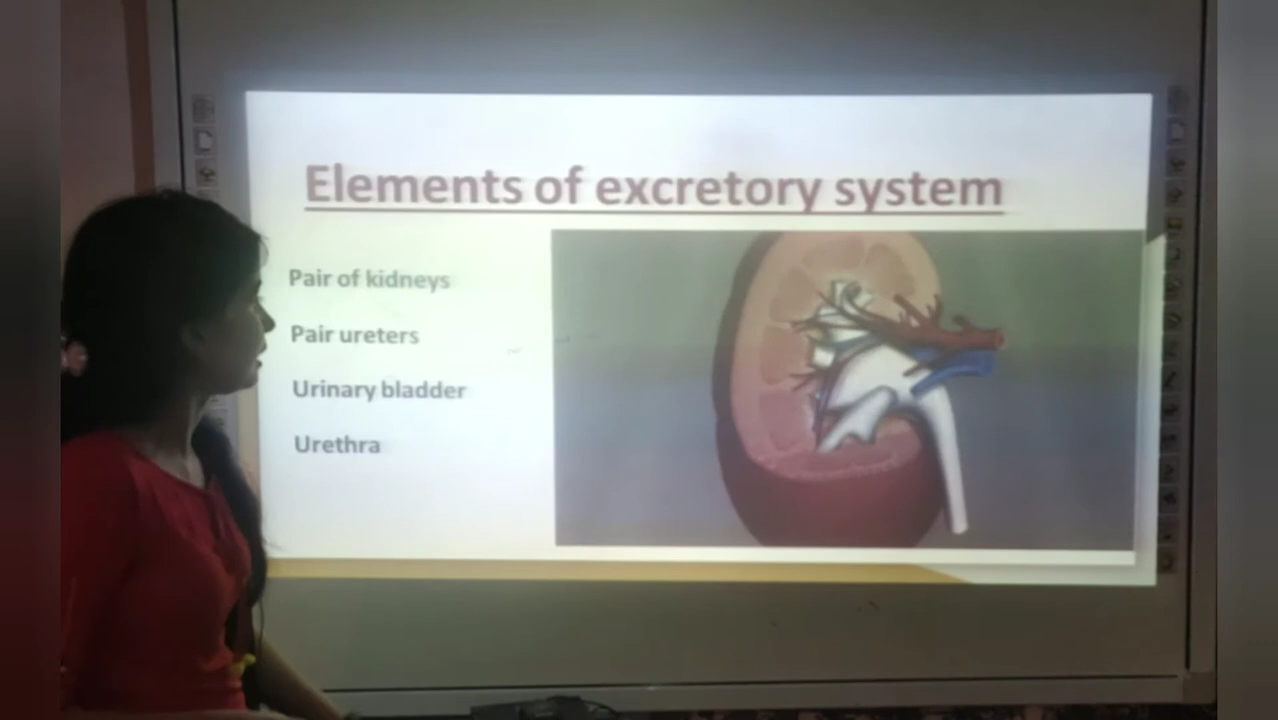 Elements of excretory system
Pair of kidneys
Pair ureters
Urinary bladder
Urethra